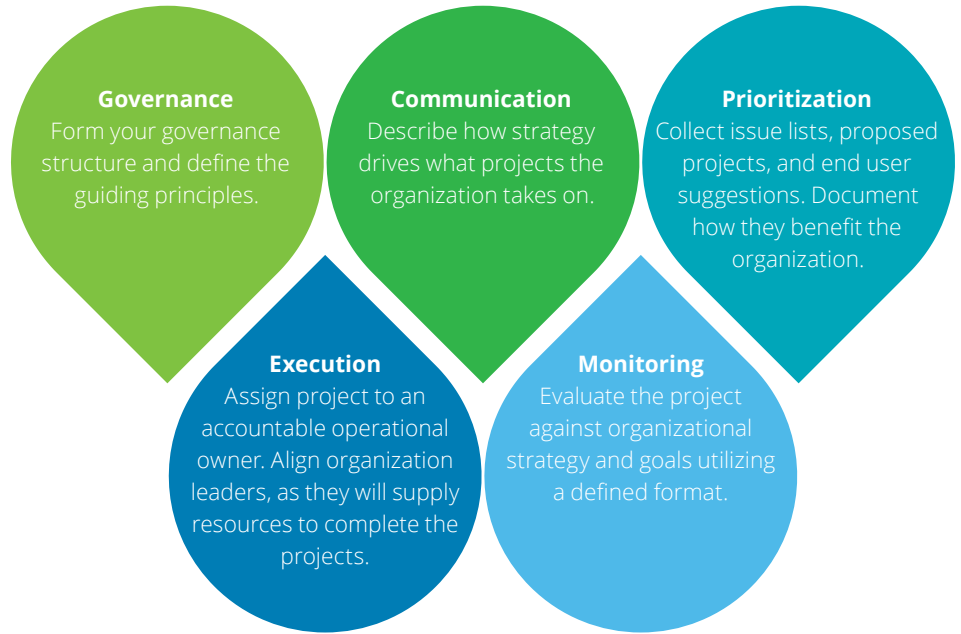 Governance
Form your governance
structure and define the
guiding principles.
Communication
Describe how strategy
drives what projects the
organization takes on.
Prioritization
Collect issue lists, proposed
projects, and end user
suggestions. Document
how they benefit the
organization.
Execution
Assign project to an
accountable operational
owner. Align organization
leaders, as they will supply
resources to complete the
projects.
Monitoring
Evaluate the project
against organizational
strategy and goals utilizing
a defined format.